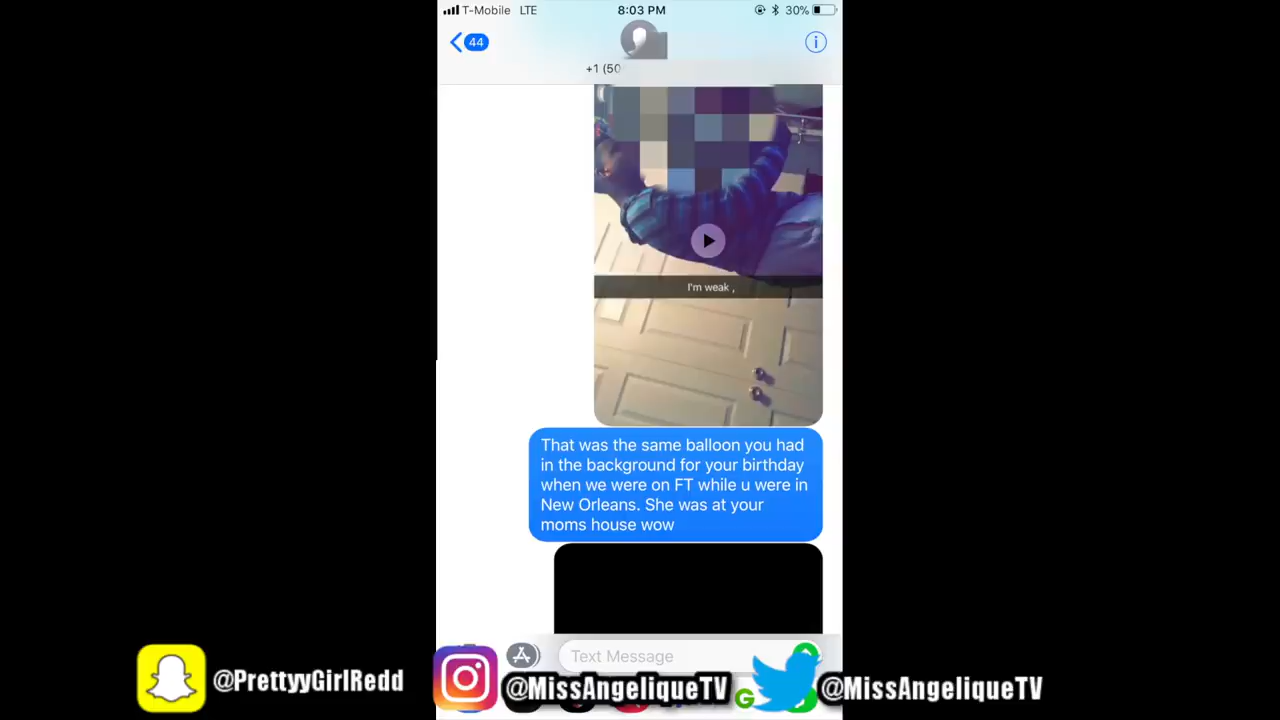 T-Mobile LTE 8:03 PM 30%
44
+1 (50
I'm weak ,
That was the same balloon you had
in the background for your birthday
when we were on FT while u were in
New Orleans. She was at your
moms house wow
Text Message
@PrettyyGirlRedd @MissAngeliqueTV @MissAngeliqueTV